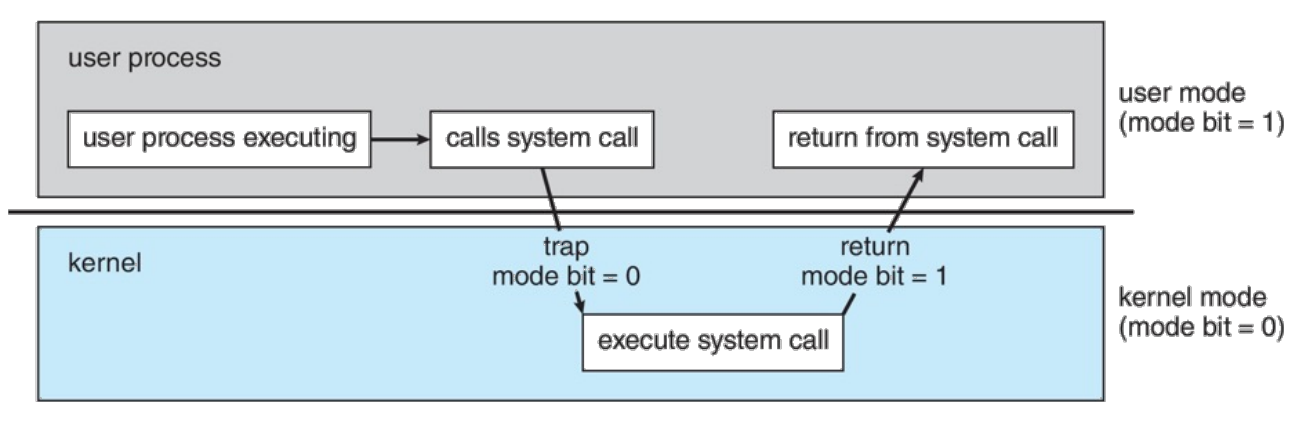 user process
user process executing
calls system call
return from system call
user mode
(mode bit = 1)
kernel
trap
mode bit = 0
return
mode bit = 1
execute system call
kernel mode
(mode bit = 0)